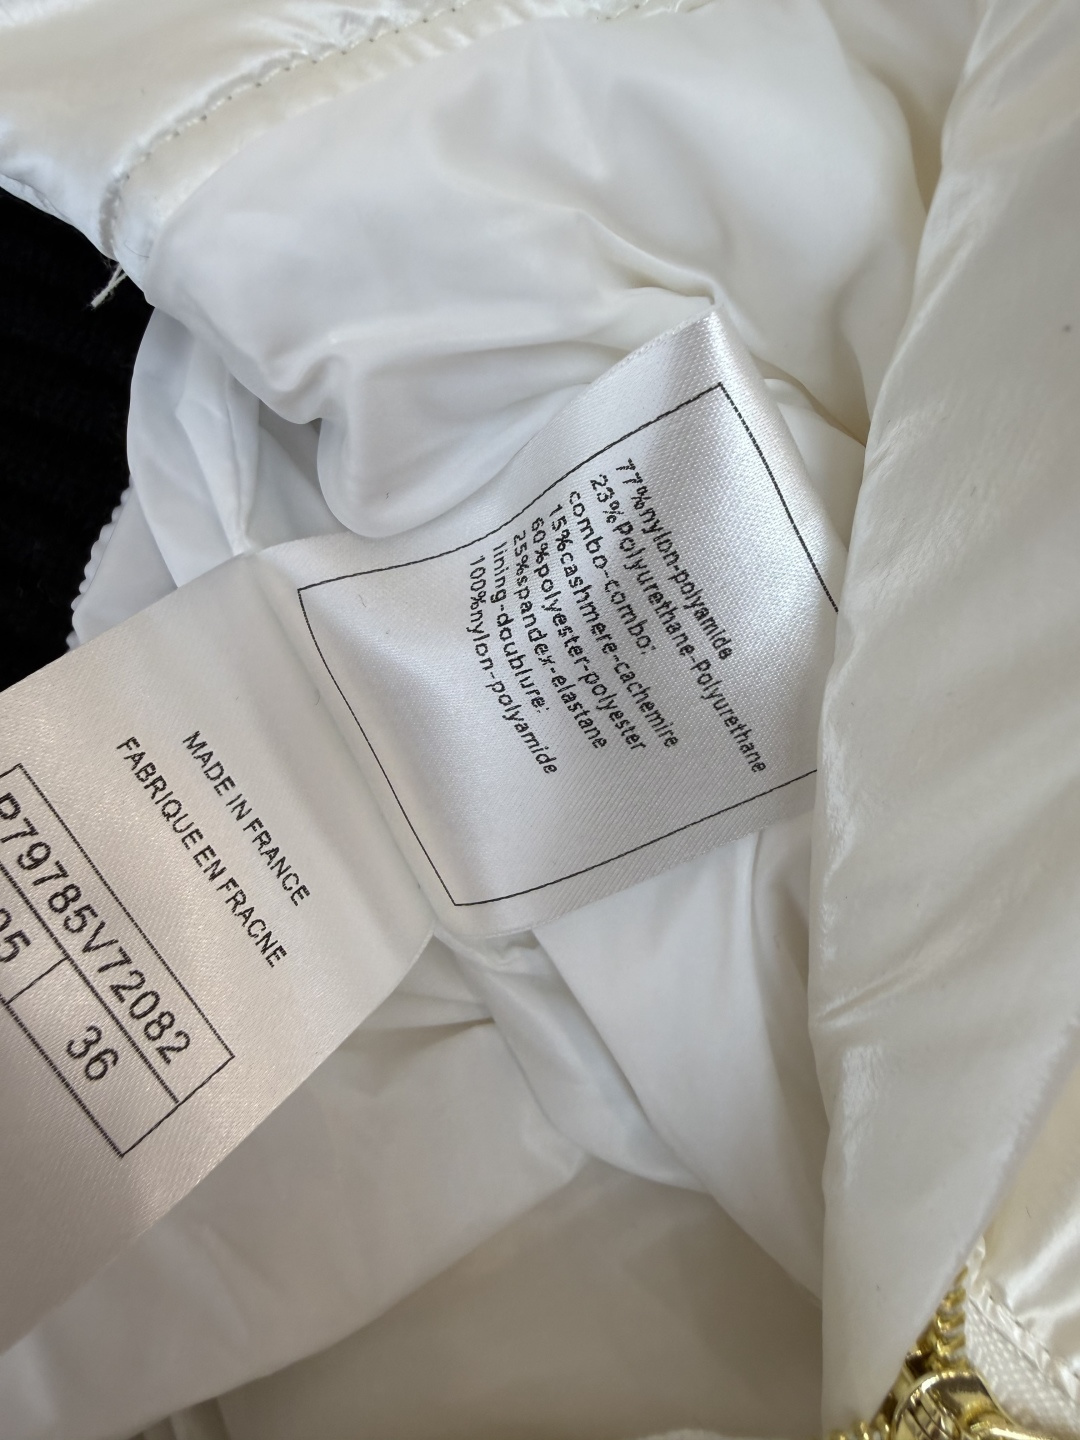 77%nylon-polyamide
23%Polyurethane-Polyurethane
combo-combo:
15%cashmere-cachemire
60%polyester-polyester
25%spandex-elastane
lining-doublure:
100%nylon-polyamide
MADE IN FRANCE
FABRIQUE EN FRACNE
P79785V72082
36